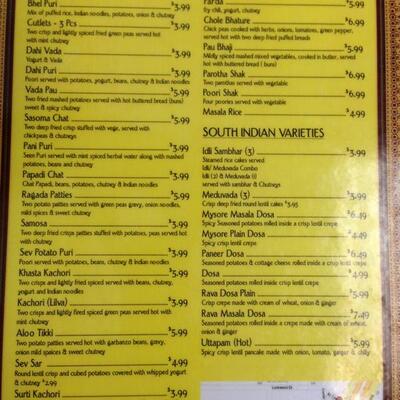 Bhel Puri $3.99
Mix of puffed rice, Indian noodles, potatoes, onion & chutney
Cutlets - 3 Pcs $3.99
Two crisp and lightly spiced fried green peas served hot
with mint chutney
Dahi Vada $3.99
Yogurt & Vada
Dahi Puri $3.99
Poori served with potatoes, yogurt, beans, chutney & Indian noodles
Vada Pau $5.99
Two fried mashed potatoes served with hot buttered bread (buns)
sweet & spicy chutney
Sasoma Chat $5.99
Two deep fried crisp stuffed with vege, served with
chickpeas & chutneys
Pani Puri $3.99
Seen Puri served with mint spiced herbal water along with mashed
potatoes, beans and chutney
Papadi Chat $3.99
Chat Papadi, beans, potatoes, chutney & Indian noodles
Ragada Patties $5.99
Two potato patties served with green peas gravy, onion, noodles,
mild spices & sweet chutney
Samosa $3.99
Two deep fried crisps patties stuffed with potatoes, sweet & mint
chutney
Sev Potato Puri $3.99
Poori served with potatoes, beans, chutney & Indian noodles
Khasta Kachori $5.99
Two crisps and lightly fried spiced served with beans, chutney,
yogurt and Indian noodles
Kachori (Lilva) $3.99
Two crisps and lightly fired spiced green peas served hot with
mint chutney
Aloo Tikki $5.99
Two potato patties served hot with garbanzo beans, gravy,
onion mild spices & sweet chutney
Sev Sar $4.99
Round lentil crisp and cubed potatoes covered with whipped yogurt
& chutney $2.99
Surti Kachori $3.99
Farda $5.99
Fry chili, yogurt, chutney
Chole Bhature $6.99
Chick peas cooked with herbs, onions, tomatoes, green pepper,
served hot with two deep fried puffed breads
Pau Bhaji $5.99
Mildly spiced mashed mixed vegetables, cooked in butter, served
hot with buttered bread (buns)
Parotha Shak $6.99
Two parothas served with vegetable
Poori Shak $6.99
Four poories served with vegetable
Masala Rice $4.99
SOUTH INDIAN VARIETIES
Idli Sambhar (3) $3.99
Steamed rice cakes served
Idli/ Meduvada Combo
Idli (2) & Meduvada (1)
served with sambhar & Chutneys
Meduvada (3) $3.99
Crisp deep fried round lentil cakes $3.95
Mysore Masala Dosa $6.49
Spicy Seasoned potatoes rolled inside a crisp lentil crepe
Mysore Plain Dosa $4.99
Spicy lentil crepe
Paneer Dosa $6.49
Seasoned potatoes & cottage cheese rolled inside a crisp lentil crepe
Dosa $4.99
Seasoned potatoes rolled inside a crisp lentil crepe
Rava Dosa Plain $5.99
Crispy crepe made with cream of wheat, onion & ginger
Rava Masala Dosa $7.49
Seasoned potatoes rolled inside a crepe made with cream of wheat,
onion & ginger
Uttapam (Hot) $5.99
Spicy crisp lentil pancake made with onion, tomato, ginger & chilly